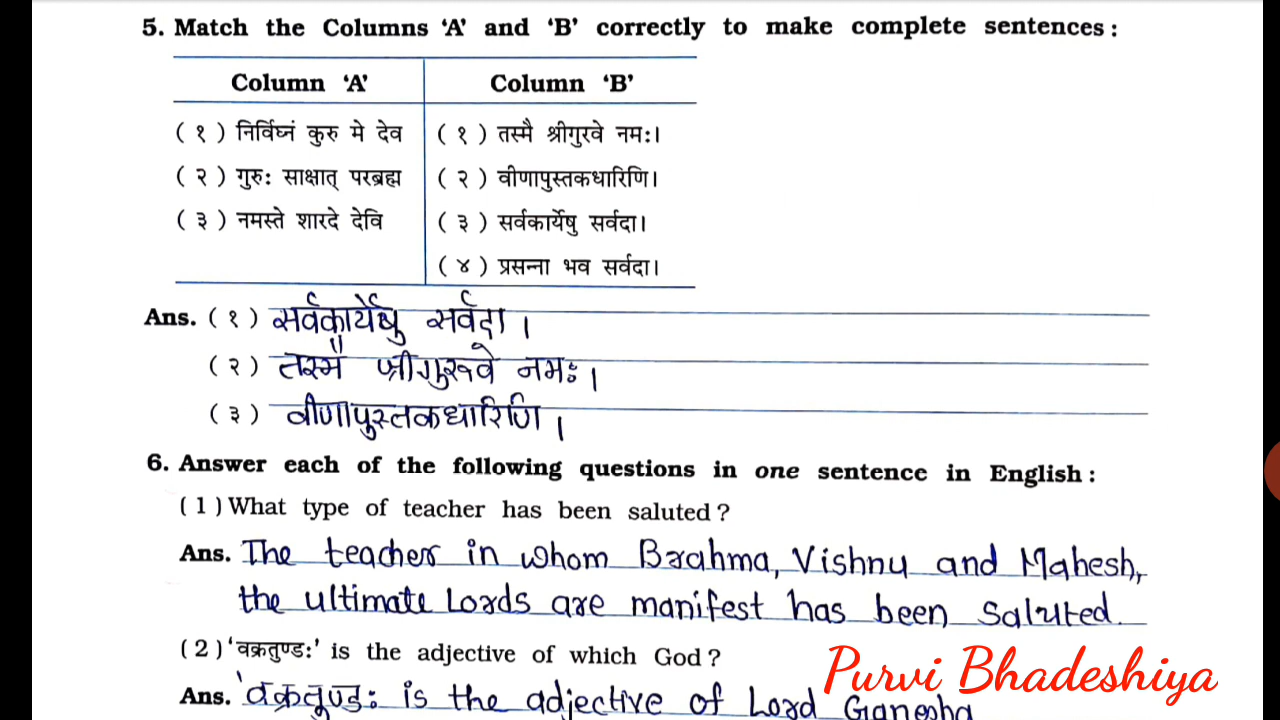 5. Match the Columns ‘A’ and ‘B’ correctly to make complete sentences :
Column ‘A’ Column ‘B’
( १ ) निर्विघ्नं कुरु मे देव ( १ ) तस्मै श्रीगुरवे नमः।
( २ ) गुरुः साक्षात् परब्रह्म ( २ ) वीणापुस्तकधारिणि।
( ३ ) नमस्ते शारदे देवि ( ३ ) सर्वकार्येषु सर्वदा।
( ४ ) प्रसन्ना भव सर्वदा।
Ans. ( १ ) सर्वकार्येषु सर्वदा।
( २ ) तस्मै श्रीगुरुवे नमः।
( ३ ) वीणापुस्तकधारिणि।
6. Answer each of the following questions in one sentence in English :
( 1 ) What type of teacher has been saluted ?
Ans. The teacher in whom Brahma, Vishnu and Mahesh,
the ultimate Lords are manifest has been saluted.
( 2 ) ‘वक्रतुण्डः’ is the adjective of which God ?
Ans. 'वक्रतुण्डः is the adjective of Lord Ganesha
Purvi Bhadeshiya